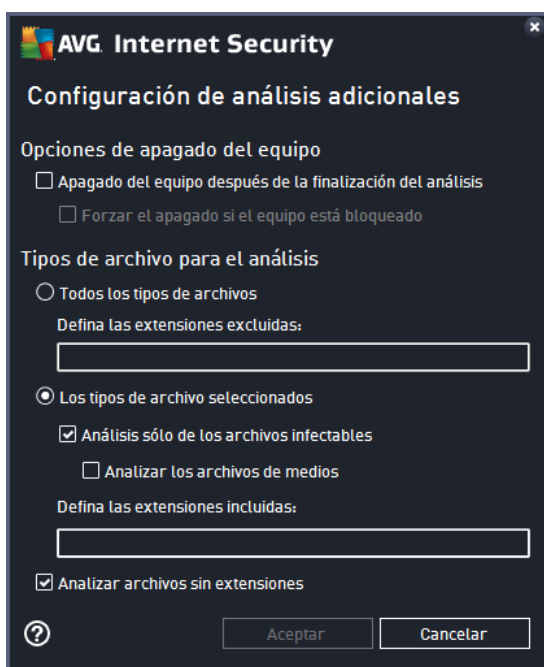 AVG. Internet Security
Configuración de análisis adicionales
Opciones de apagado del equipo
Apagado del equipo después de la finalización del análisis
Forzar el apagado si el equipo está bloqueado
Tipos de archivo para el análisis
Todos los tipos de archivos
Defina las extensiones excluidas:
Los tipos de archivo seleccionados
Análisis sólo de los archivos infectables
Analizar los archivos de medios
Defina las extensiones incluidas:
Analizar archivos sin extensiones
?
Aceptar
Cancelar